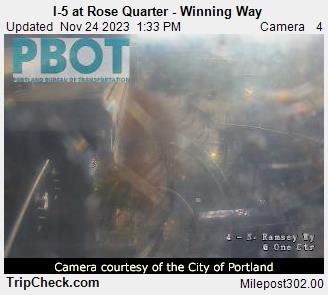 I-5 at Rose Quarter - Winning Way
Updated Nov 24 2023 1:33 PM Camera 4
PBOT
PORTLAND BUREAU OF TRANSPORTATION
4 - N. Ramsey Wy
@ One Ctr
Camera courtesy of the City of Portland
TripCheck.com Milepost302.00